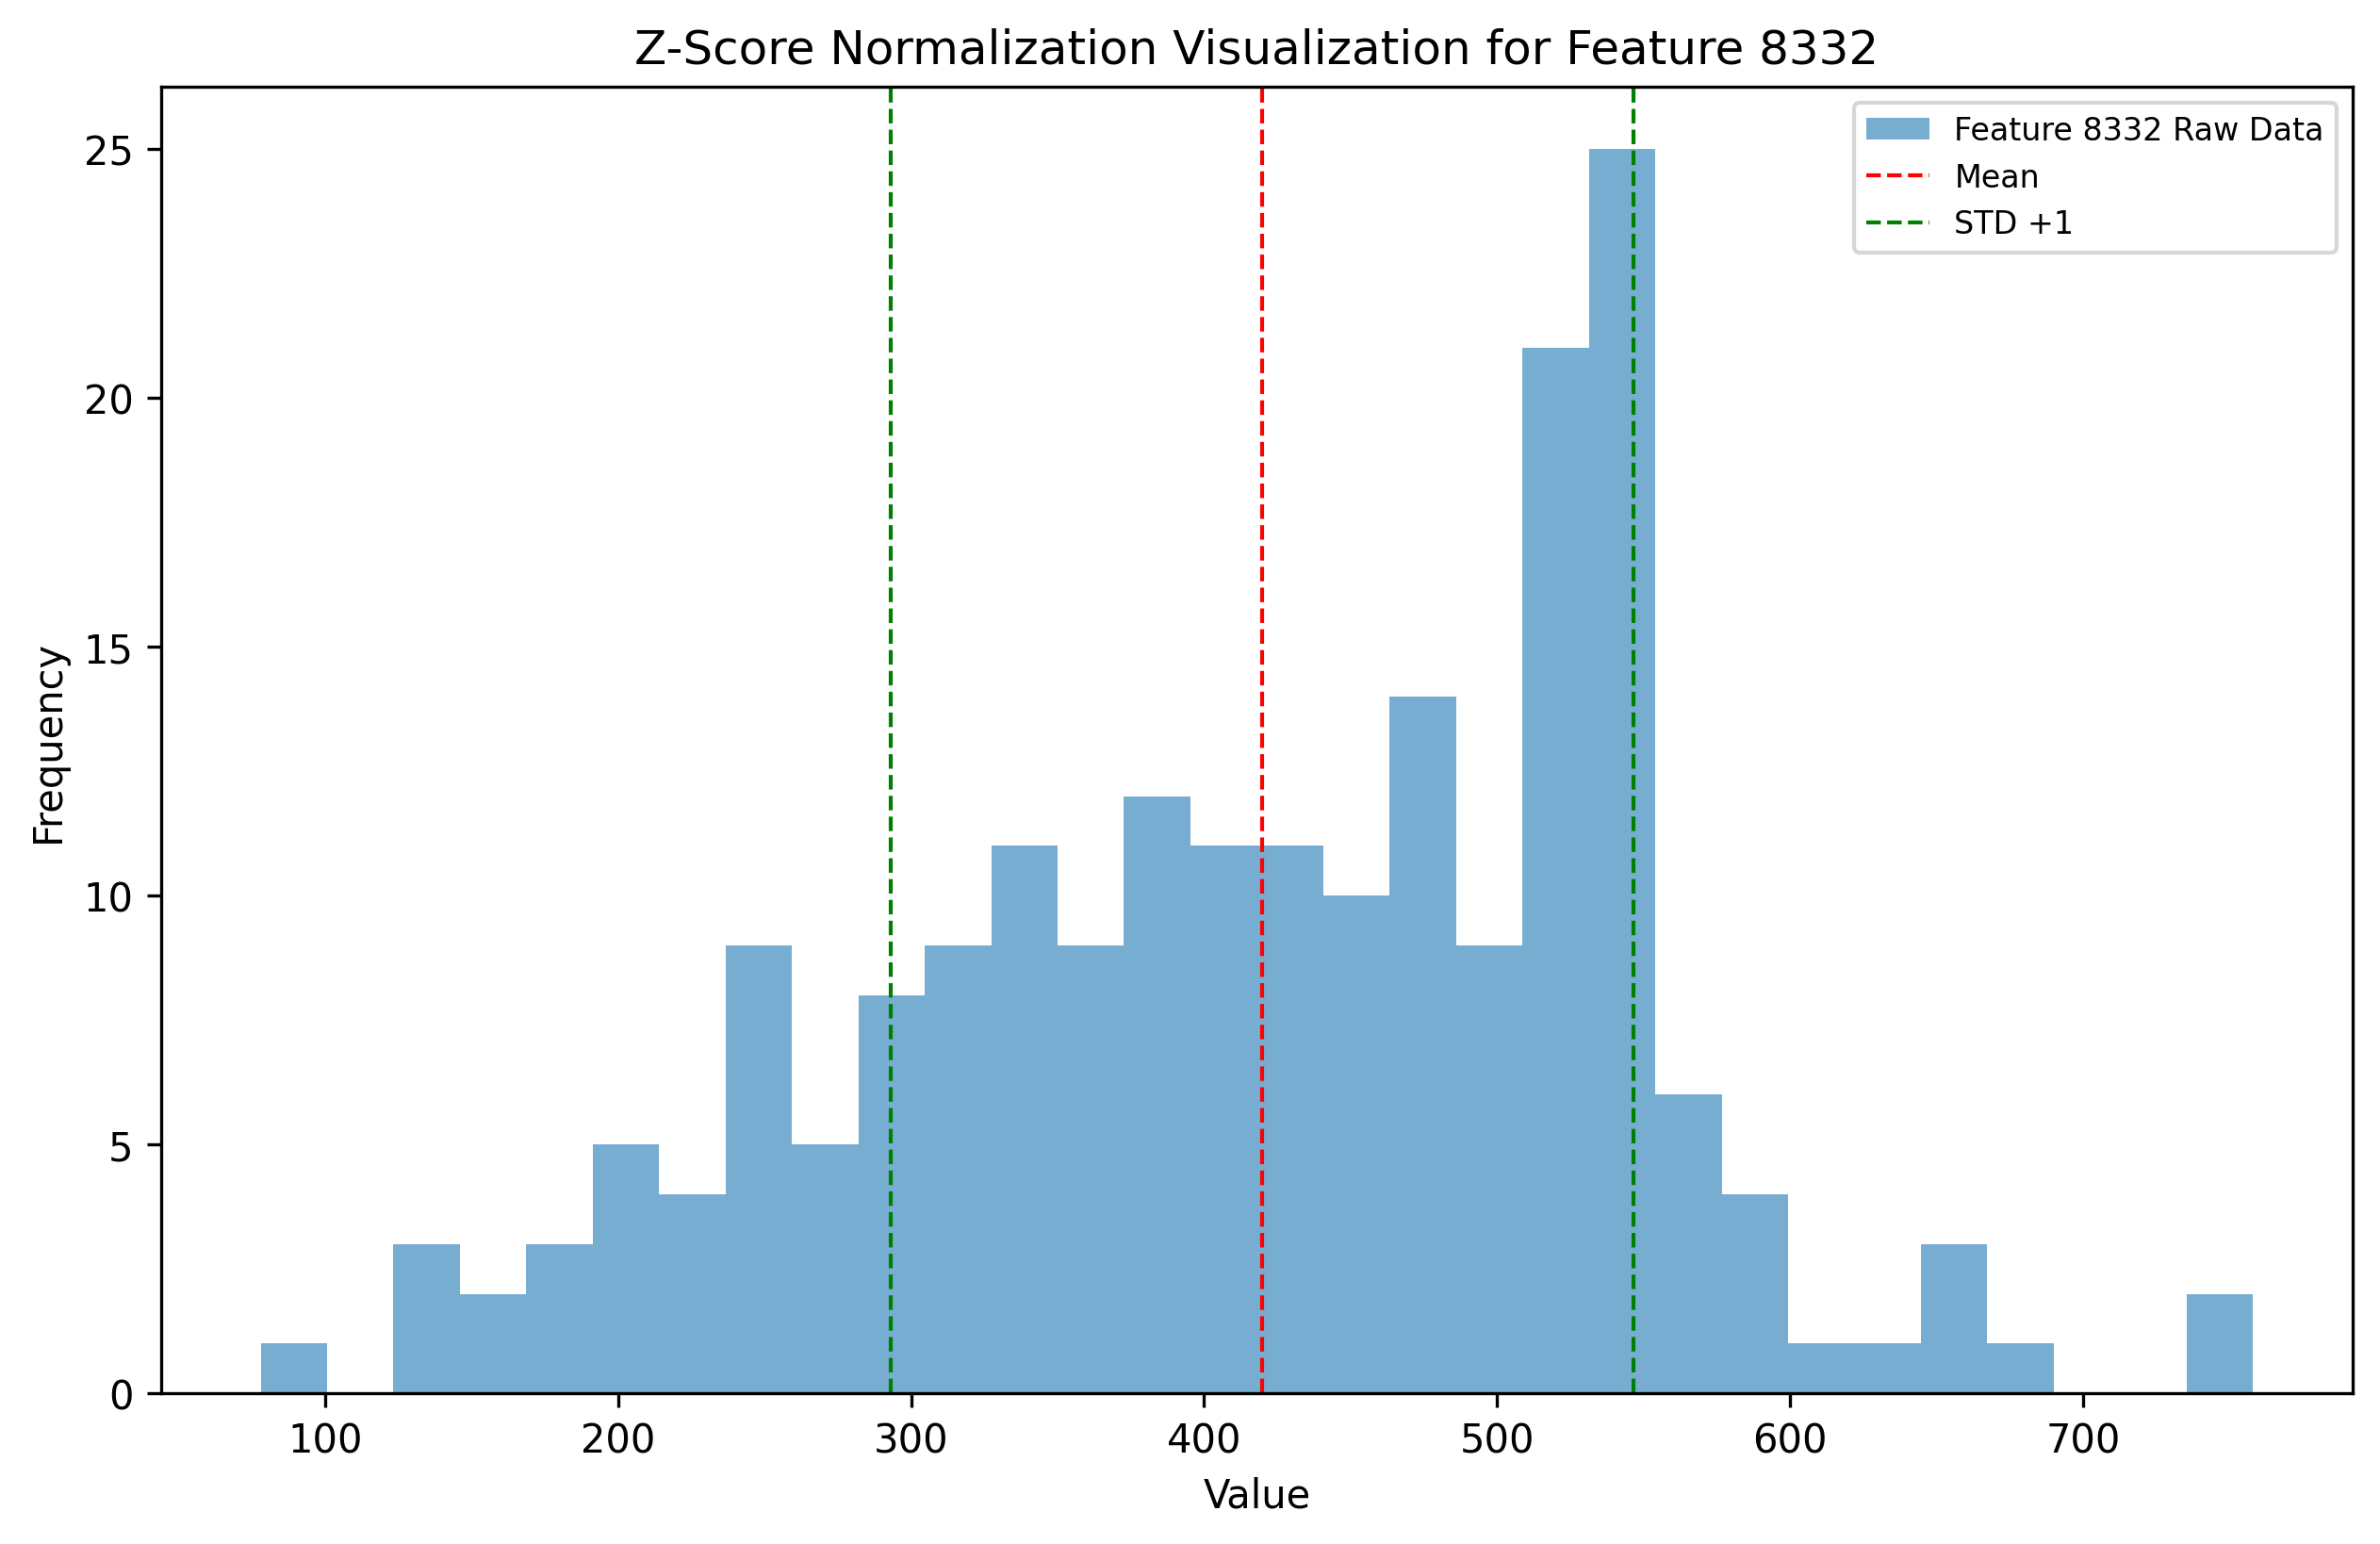 Z-Score Normalization Visualization for Feature 8332
Feature 8332 Raw Data
Mean
STD +1
25
20
15
10
5
0
Frequency
100 200 300 400 500 600 700
Value